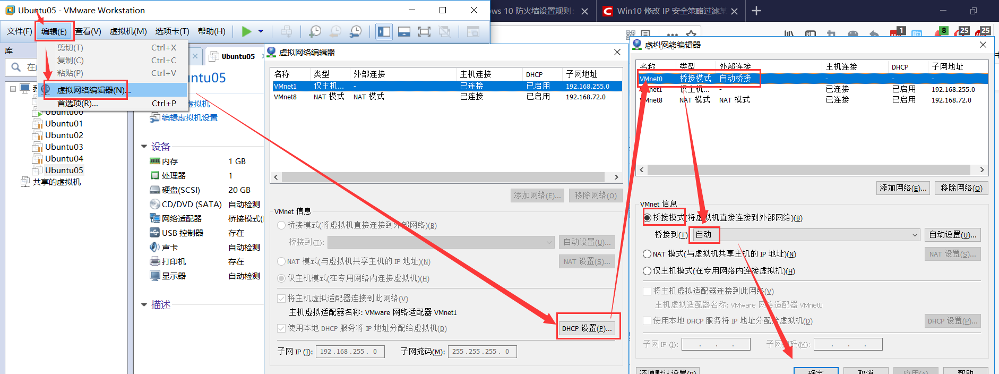 Ubuntu05 - VMware Workstation
ows 10 防火墙设置规则:
Win10 修改 IP 安全策略过滤
文件(F) 编辑(E) 查看(V) 虚拟机(M) 选项卡(T) 帮助(H)
1 8 25 25
库
剪切(T) Ctrl+X
复制(C) Ctrl+C
粘贴(P) Ctrl+V
虚拟网络编辑器(N)...
首选项(R)... Ctrl+P
在
我
Ubuntu00
Ubuntu01
Ubuntu02
Ubuntu03
Ubuntu04
Ubuntu05
共享的虚拟机
Ubuntu05
untu05
虚拟机
编辑虚拟机设置
设备
内存 1 GB
处理器 1
硬盘(SCSI) 20 GB
CD/DVD (SATA) 自动检测
网络适配器 桥接模式(
USB 控制器 存在
声卡 自动检测
打印机 存在
显示器 自动检测
描述
虚拟网络编辑器
名称 类型 外部连接 主机连接 DHCP 子网地址
VMnet1 仅主机... - 已连接 已启用 192.168.255.0
VMnet8 NAT 模式 NAT 模式 已连接 已启用 192.168.72.0
添加网络(E)... 移除网络(O)
VMnet 信息
桥接模式(将虚拟机直接连接到外部网络)(B)
桥接到(T): 自动设置(U)...
NAT 模式(与虚拟机共享主机的 IP 地址)(N) NAT 设置(S)...
仅主机模式(在专用网络内连接虚拟机)(H)
将主机虚拟适配器连接到此网络(V)
主机虚拟适配器名称: VMware 网络适配器 VMnet1
使用本地 DHCP 服务将 IP 地址分配给虚拟机(D) DHCP 设置(P)...
子网 IP (I): 192.168.255. 0 子网掩码(M): 255.255.255. 0
虚拟网络编辑器
名称 类型 外部连接 主机连接 DHCP 子网地址
VMnet0 桥接模式 自动桥接 - - -
VMnet1 仅主机... - 已连接 已启用 192.168.255.0
VMnet8 NAT 模式 NAT 模式 已连接 已启用 192.168.72.0
添加网络(E)... 移除网络(O)
VMnet 信息
桥接模式(将虚拟机直接连接到外部网络)(B)
桥接到(T): 自动 自动设置(U)...
NAT 模式(与虚拟机共享主机的 IP 地址)(N) NAT 设置(S)...
仅主机模式(在专用网络内连接虚拟机)(H)
将主机虚拟适配器连接到此网络(V)
主机虚拟适配器名称: VMware 网络适配器 VMnet0
使用本地 DHCP 服务将 IP 地址分配给虚拟机(D) DHCP 设置(P)...
子网 IP (I): . . . 子网掩码(M): . . .
还原默认设置(R) 确定 取消 应用(A) 帮助